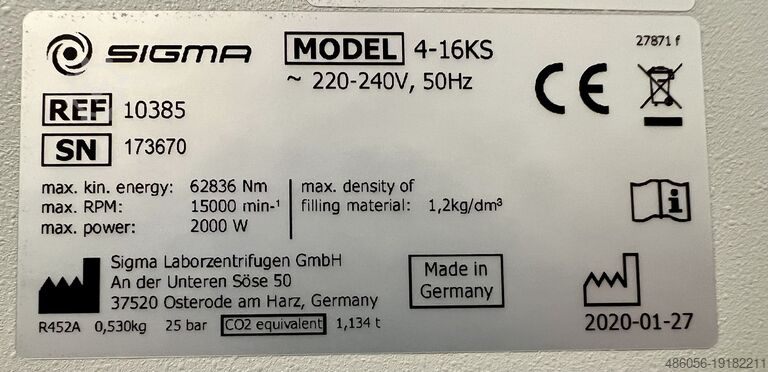 SIGMA MODEL 4-16KS 27871 f
~ 220-240V, 50Hz
CE
REF 10385
SN 173670
max. kin. energy: 62836 Nm
max. RPM: 15000 min-¹
max. power: 2000 W
max. density of
filling material: 1,2kg/dm³
i
Sigma Laborzentrifugen GmbH
An der Unteren Söse 50
37520 Osterode am Harz, Germany
Made in
Germany
2020-01-27
R452A 0,530kg 25 bar CO2 equivalent 1,134 t
486056-19182211